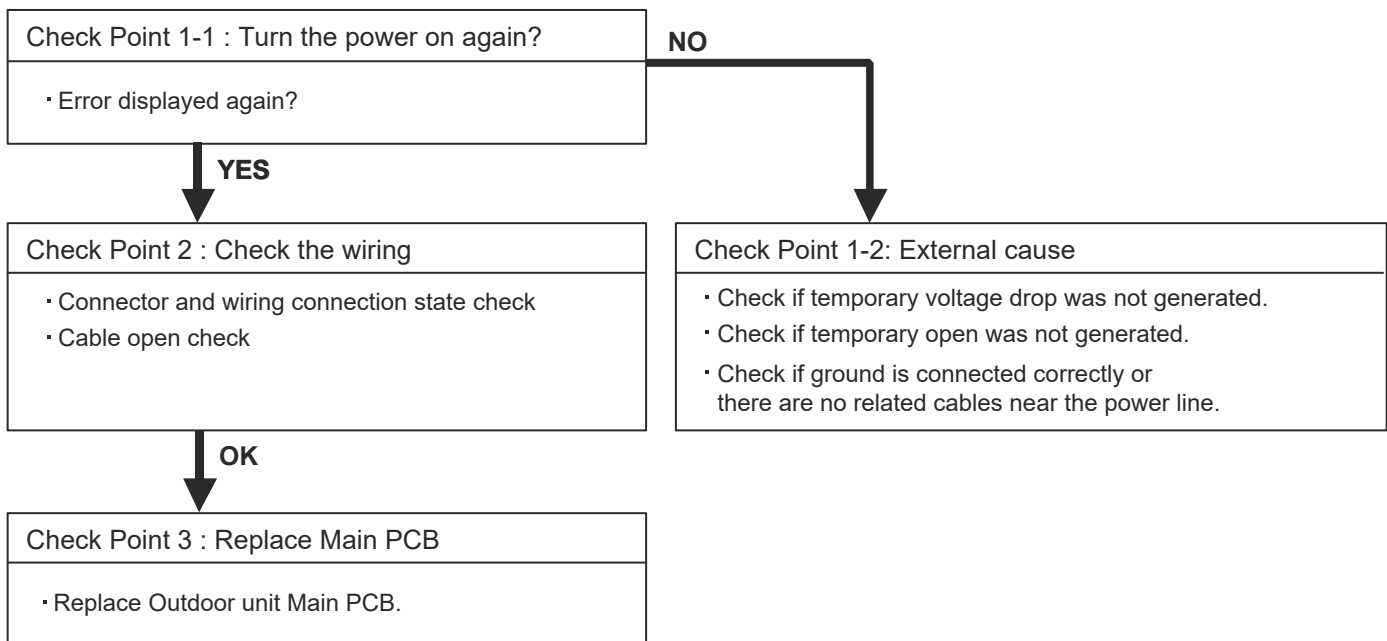 Check Point 1-1 : Turn the power on again?
・Error displayed again?
NO
YES
Check Point 2 : Check the wiring
・Connector and wiring connection state check
・Cable open check
Check Point 1-2: External cause
・Check if temporary voltage drop was not generated.
・Check if temporary open was not generated.
・Check if ground is connected correctly or
there are no related cables near the power line.
OK
Check Point 3 : Replace Main PCB
・Replace Outdoor unit Main PCB.